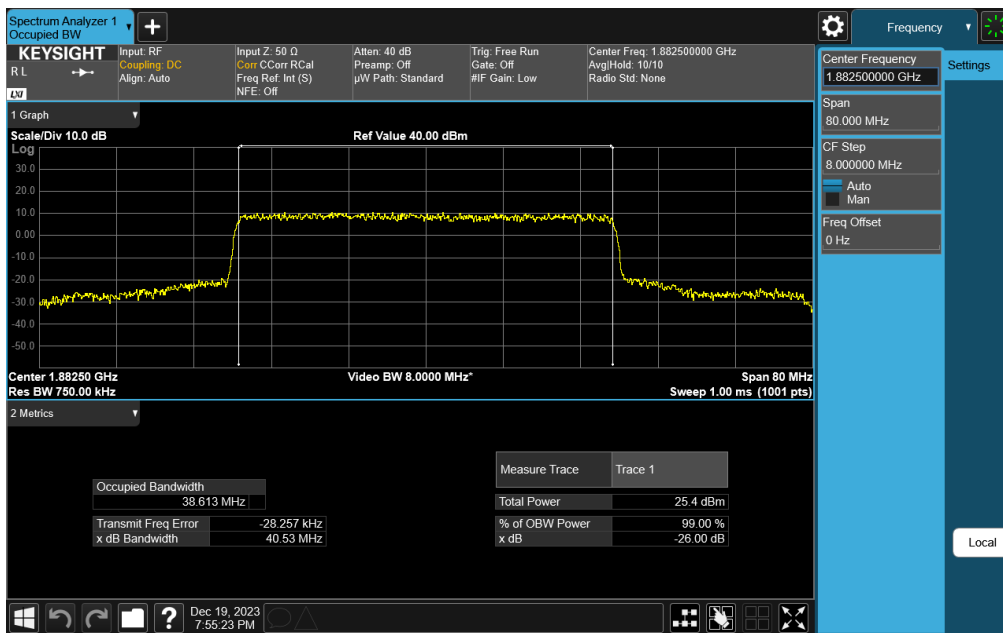 Spectrum Analyzer 1
Occupied BW
+
Frequency
KEYSIGHT
R L
LXI
Input: RF
Coupling: DC
Align: Auto
Input Z: 50 Ω
Corr CCorr RCal
Freq Ref: Int (S)
NFE: Off
Atten: 40 dB
Preamp: Off
µW Path: Standard
Trig: Free Run
Gate: Off
#IF Gain: Low
Center Freq: 1.882500000 GHz
Avg|Hold: 10/10
Radio Std: None
Center Frequency
1.882500000 GHz
Settings
Span
80.000 MHz
CF Step
8.000000 MHz
Auto
Man
Freq Offset
0 Hz
Local
1 Graph
Scale/Div 10.0 dB
Ref Value 40.00 dBm
Log
30.0
20.0
10.0
0.00
-10.0
-20.0
-30.0
-40.0
-50.0
Center 1.88250 GHz
Video BW 8.0000 MHz*
Span 80 MHz
Res BW 750.00 kHz
Sweep 1.00 ms (1001 pts)
2 Metrics
Measure Trace Trace 1
Occupied Bandwidth
38.613 MHz
Total Power 25.4 dBm
Transmit Freq Error -28.257 kHz
% of OBW Power 99.00 %
x dB Bandwidth 40.53 MHz
x dB -26.00 dB
?
Dec 19, 2023
7:55:23 PM